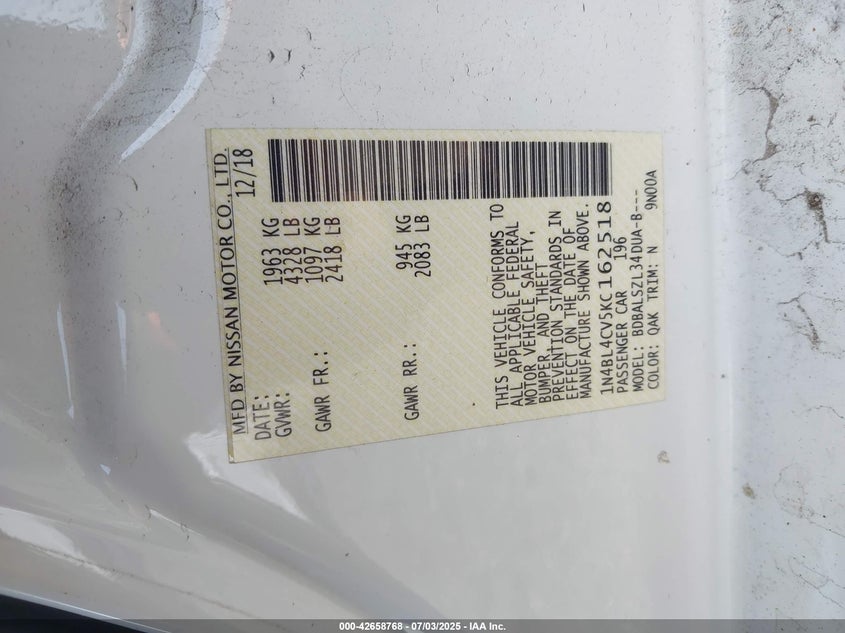 MFD BY NISSAN MOTOR CO., LTD.
DATE: 12/18
GVWR: 1963 KG
4328 LB
GAWR FR.: 1097 KG
2418 LB
GAWR RR.: 945 KG
2083 LB
THIS VEHICLE CONFORMS TO
ALL APPLICABLE FEDERAL
MOTOR VEHICLE SAFETY,
BUMPER, AND THEFT
PREVENTION STANDARDS IN
EFFECT ON THE DATE OF
MANUFACTURE SHOWN ABOVE.
1N4BL4CV5KC162518
PASSENGER CAR 196
MODEL: BDBALSZL34DUA-B---
COLOR: QAK TRIM: N 9N00A
000-42658768 - 07/03/2025 - IAA Inc.